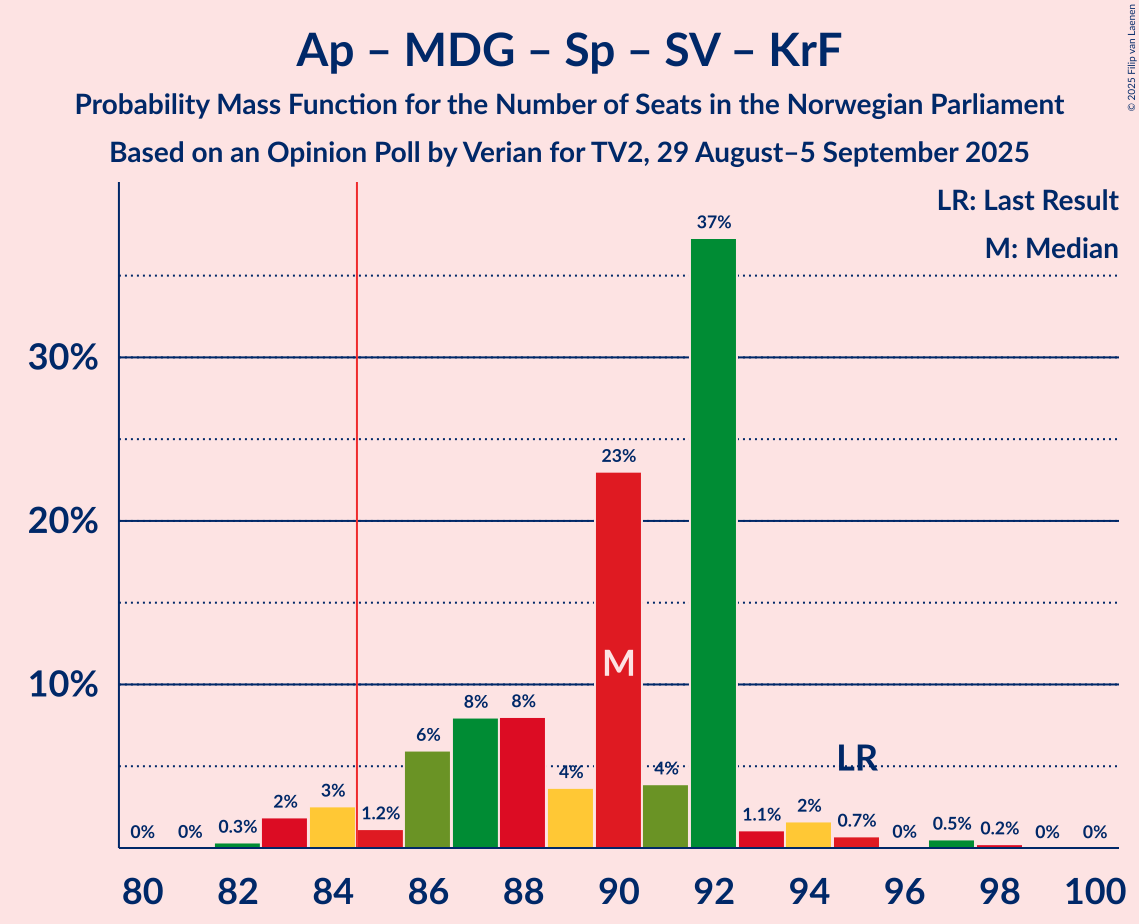 Ap – MDG – Sp – SV – KrF
Probability Mass Function for the Number of Seats in the Norwegian Parliament
Based on an Opinion Poll by Verian for TV2, 29 August–5 September 2025
© 2025 Filip van Laenen
LR: Last Result
M: Median
30%
20%
10%
0%
0%
0.3%
2%
3%
1.2%
6%
8%
8%
4%
23%
4%
37%
1.1%
2%
0.7%
0%
0.5%
0.2%
0%
0%
M
LR
80 82 84 86 88 90 92 94 96 98 100